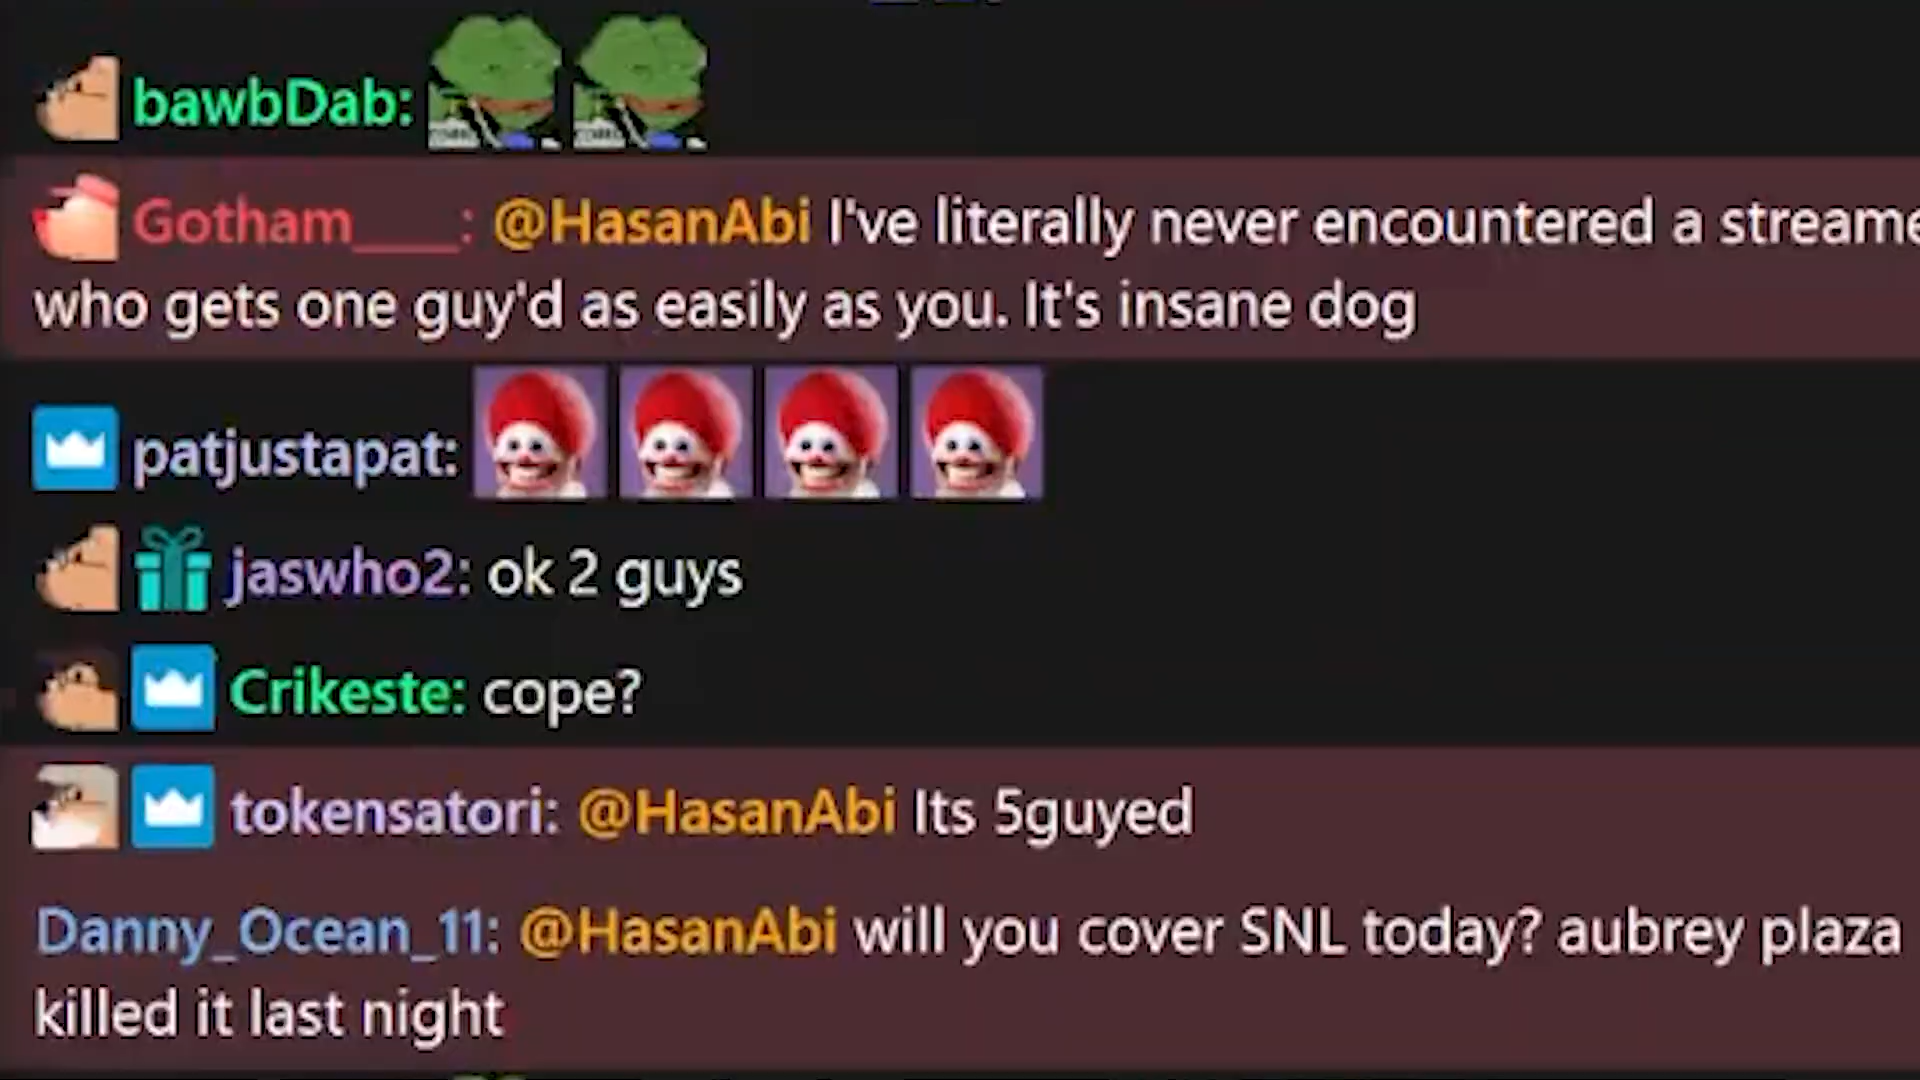 bawbDab:
Gotham____: @HasanAbi I've literally never encountered a streame
who gets one guy'd as easily as you. It's insane dog
patjustapat:
jaswho2: ok 2 guys
Crikeste: cope?
tokensatori: @HasanAbi Its 5guyed
Danny_Ocean_11: @HasanAbi will you cover SNL today? aubrey plaza
killed it last night